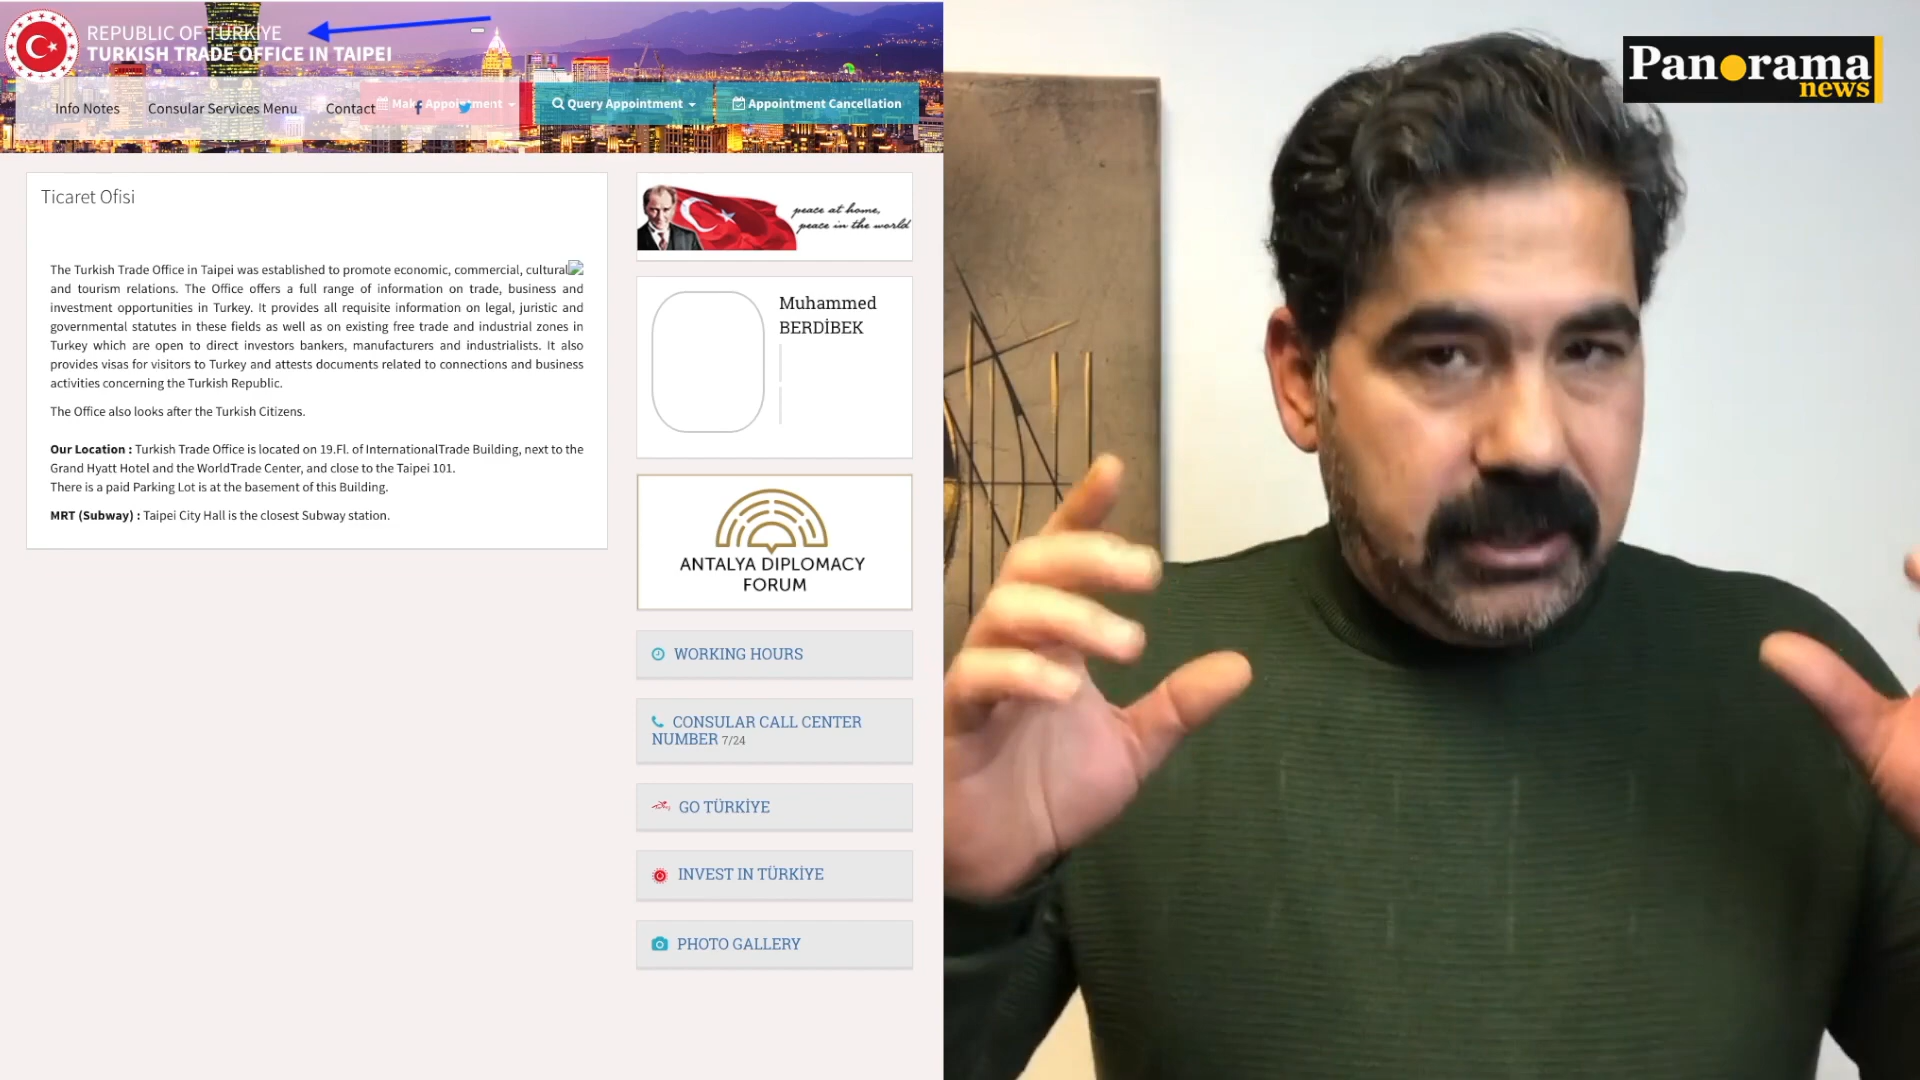 REPUBLIC OF TÜRKİYE
TURKISH TRADE OFFICE IN TAIPEI
Info Notes
Consular Services Menu
Contact
Make Appointment
Query Appointment
Appointment Cancellation
Panorama
news
Ticaret Ofisi
The Turkish Trade Office in Taipei was established to promote economic, commercial, cultural
and tourism relations. The Office offers a full range of information on trade, business and
investment opportunities in Turkey. It provides all requisite information on legal, juristic and
governmental statutes in these fields as well as on existing free trade and industrial zones in
Turkey which are open to direct investors bankers, manufacturers and industrialists. It also
provides visas for visitors to Turkey and attests documents related to connections and business
activities concerning the Turkish Republic.
The Office also looks after the Turkish Citizens.
Our Location : Turkish Trade Office is located on 19.Fl. of InternationalTrade Building, next to the
Grand Hyatt Hotel and the WorldTrade Center, and close to the Taipei 101.
There is a paid Parking Lot is at the basement of this Building.
MRT (Subway) : Taipei City Hall is the closest Subway station.
peace at home,
peace in the world
Muhammed
BERDİBEK
ANTALYA DIPLOMACY
FORUM
WORKING HOURS
CONSULAR CALL CENTER
NUMBER 7/24
GO TÜRKİYE
INVEST IN TÜRKİYE
PHOTO GALLERY